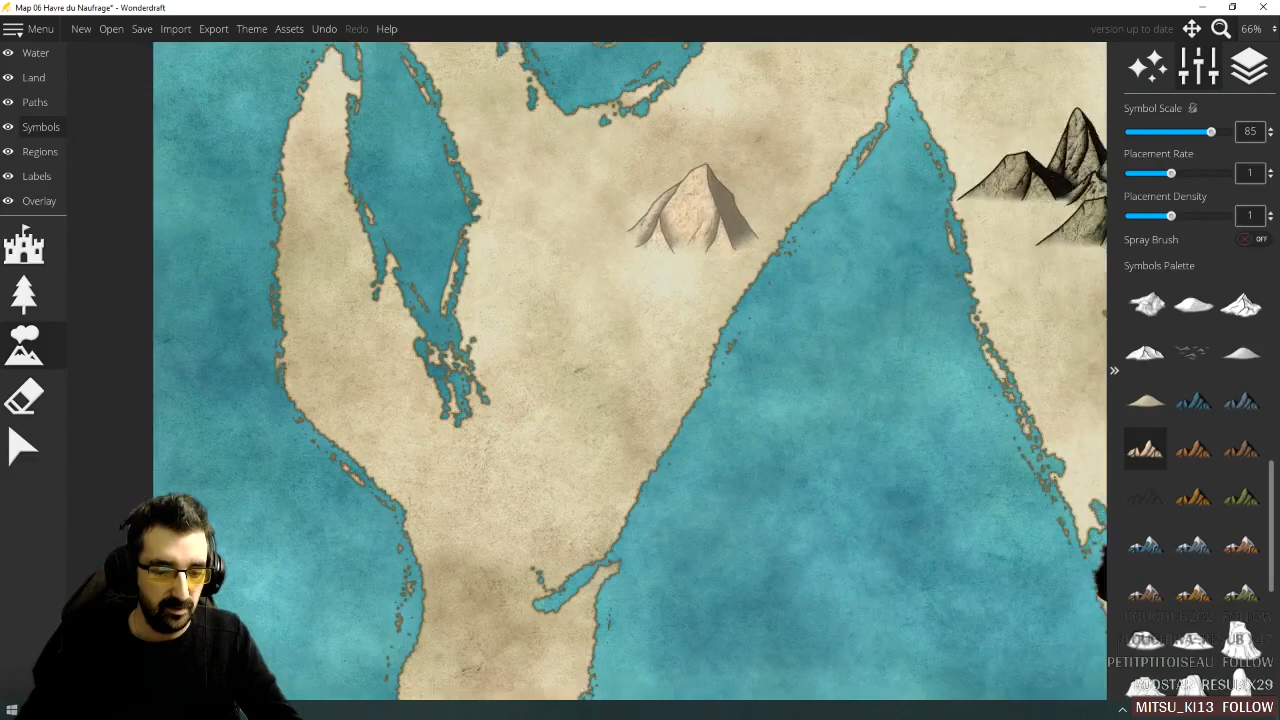 Map 06 Havre du Naufrage* - Wonderdraft
Menu New Open Save Import Export Theme Assets Undo Redo Help version up to date 66%
Water
Land
Paths
Symbols
Regions
Labels
Overlay
Symbol Scale
85
Placement Rate
1
Placement Density
1
Spray Brush OFF
Symbols Palette
PETITPTITOISEAU FOLLOW
MITSU_KI13 FOLLOW